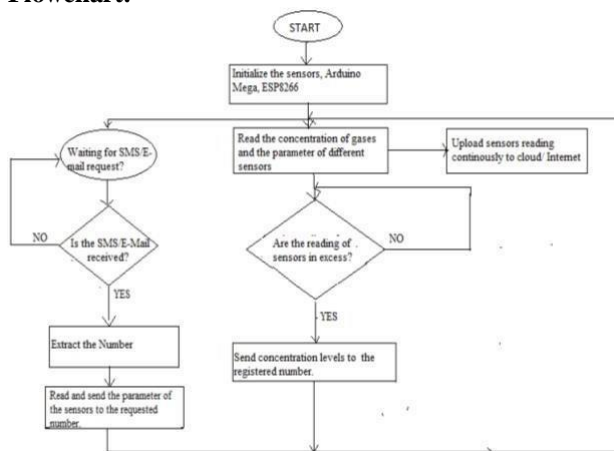 Flowchart:
START
Initialize the sensors, Arduino
Mega, ESP8266
Waiting for SMS/E-
mail request?
Read the concentration of gases
and the parameter of different
sensors
Upload sensors reading
continously to cloud/ Internet
NO
Is the SMS/E-Mail
received?
YES
Are the reading of
sensors in excess?
NO
YES
Extract the Number
Send concentration levels to the
registered number.
Read and send the parameter of
the sensors to the requested
number.